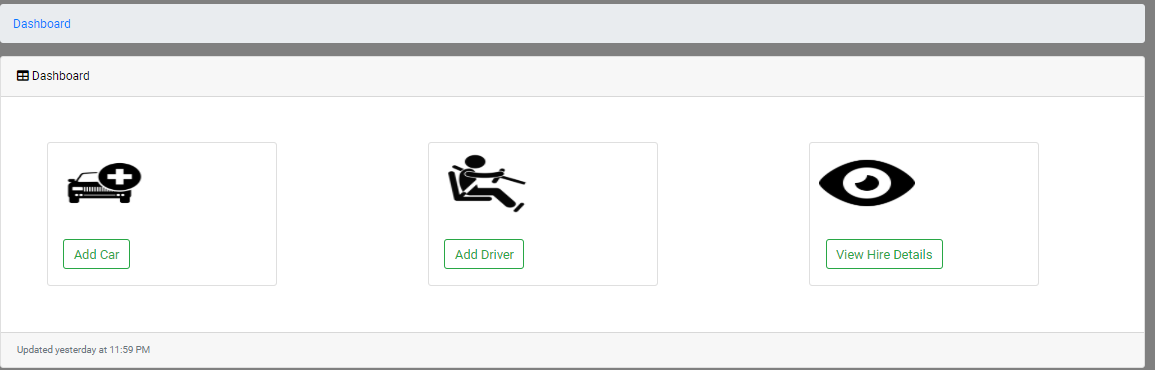 Dashboard
Dashboard
Add Car
Add Driver
View Hire Details
Updated yesterday at 11:59 PM